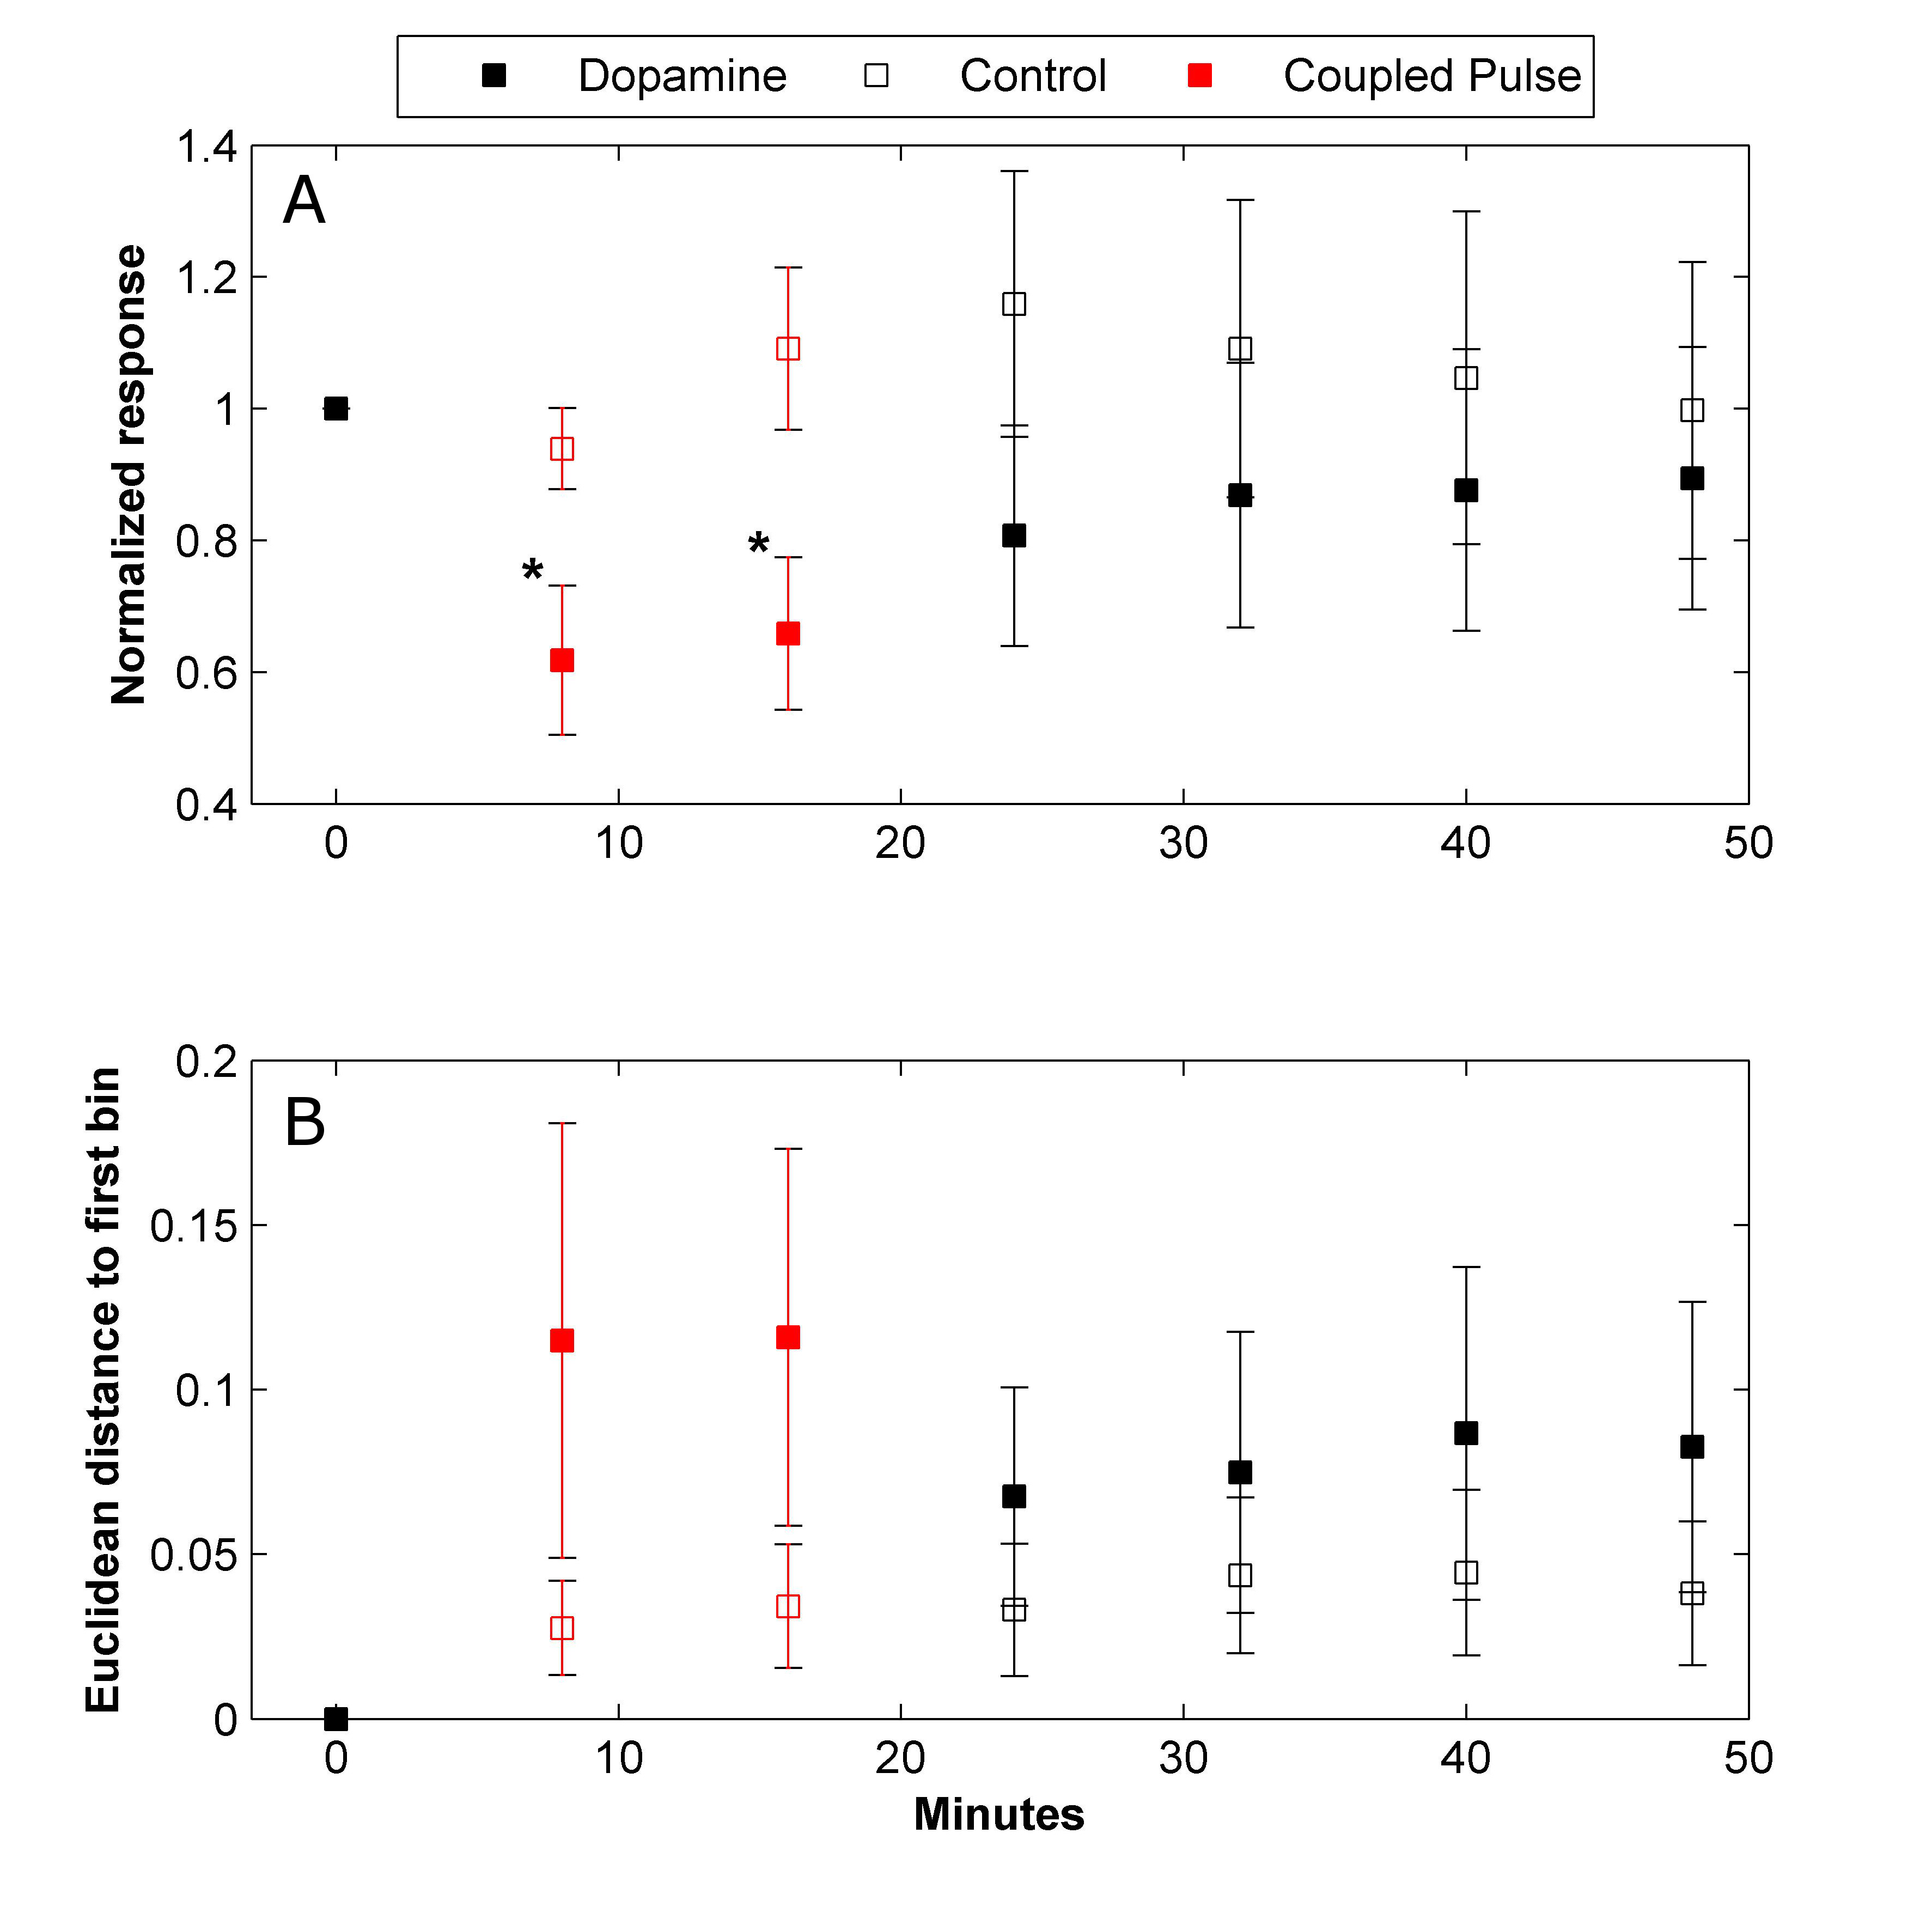 Dopamine Control Coupled Pulse
A
Normalized response
1.4
1.2
1
0.8
0.6
0.4
*
*
0 10 20 30 40 50
B
Euclidean distance to first bin
0.2
0.15
0.1
0.05
0
0 10 20 30 40 50
Minutes